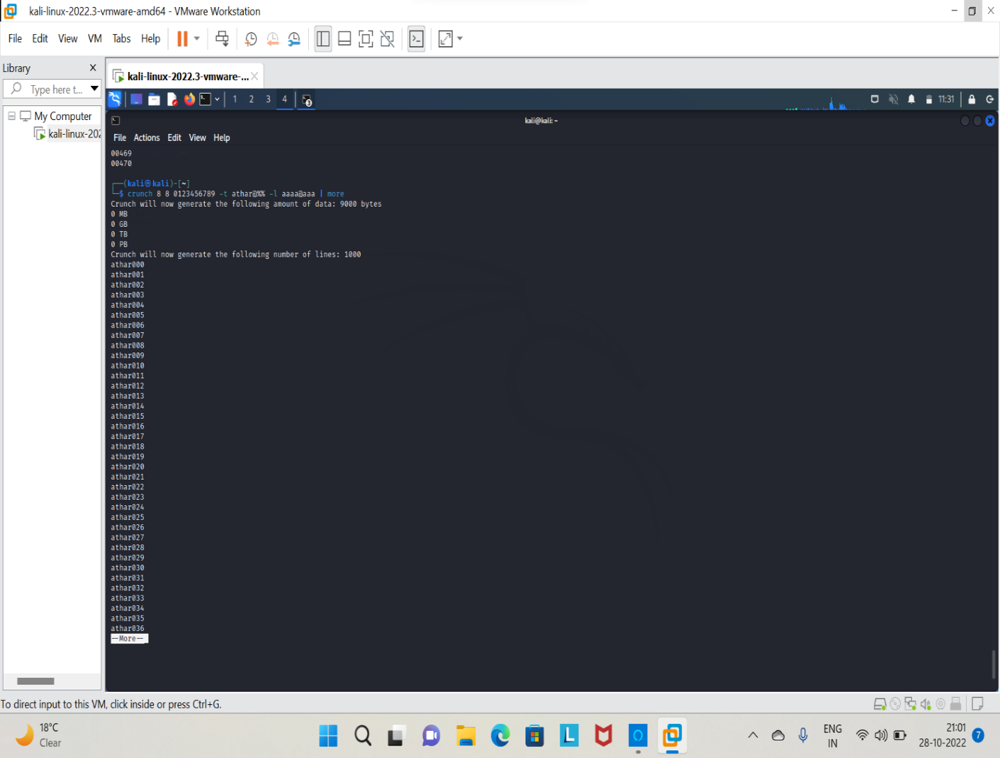 kali-linux-2022.3-vmware-amd64 - VMware Workstation
File Edit View VM Tabs Help
Library X
kali-linux-2022.3-vmware-...
Type here t...
1 2 3 4 3 11:31
My Computer
kali-linux-202
kali@kali: ~
File Actions Edit View Help
00469
00470
┌──(kali㉿kali)-[~]
└─$ crunch 8 8 0123456789 -t athar@%% -l aaaa@aaa | more
Crunch will now generate the following amount of data: 9000 bytes
0 MB
0 GB
0 TB
0 PB
Crunch will now generate the following number of lines: 1000
athar000
athar001
athar002
athar003
athar004
athar005
athar006
athar007
athar008
athar009
athar010
athar011
athar012
athar013
athar014
athar015
athar016
athar017
athar018
athar019
athar020
athar021
athar022
athar023
athar024
athar025
athar026
athar027
athar028
athar029
athar030
athar031
athar032
athar033
athar034
athar035
athar036
--More--
To direct input to this VM, click inside or press Ctrl+G.
18°C
Clear
L
ENG
IN
21:01
28-10-2022
7